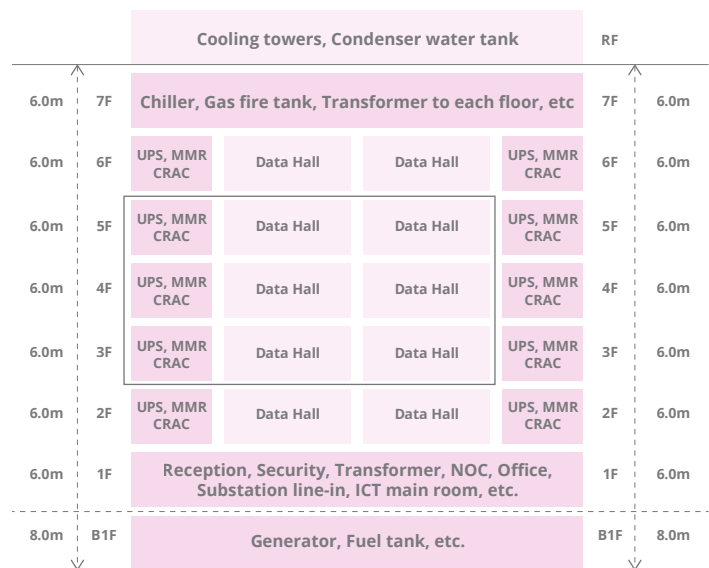 Cooling towers, Condenser water tank RF
6.0m 7F Chiller, Gas fire tank, Transformer to each floor, etc 7F 6.0m
6.0m 6F UPS, MMR CRAC Data Hall Data Hall UPS, MMR CRAC 6F 6.0m
6.0m 5F UPS, MMR CRAC Data Hall Data Hall UPS, MMR CRAC 5F 6.0m
6.0m 4F UPS, MMR CRAC Data Hall Data Hall UPS, MMR CRAC 4F 6.0m
6.0m 3F UPS, MMR CRAC Data Hall Data Hall UPS, MMR CRAC 3F 6.0m
6.0m 2F UPS, MMR CRAC Data Hall Data Hall UPS, MMR CRAC 2F 6.0m
6.0m 1F Reception, Security, Transformer, NOC, Office, Substation line-in, ICT main room, etc. 1F 6.0m
8.0m B1F Generator, Fuel tank, etc. B1F 8.0m